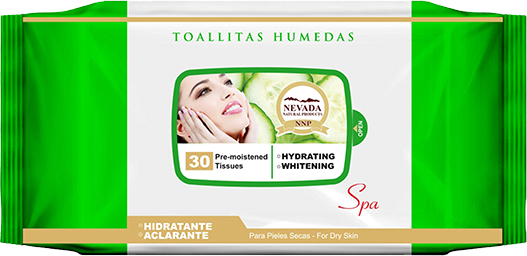 TOALLITAS HUMEDAS
NEVADA
NATURAL PRODUCTS
NNP
OPEN
30 Pre-moistened
Tissues
HYDRATING
WHITENING
Spa
HIDRATANTE
ACLARANTE
Para Pieles Secas - For Dry Skin